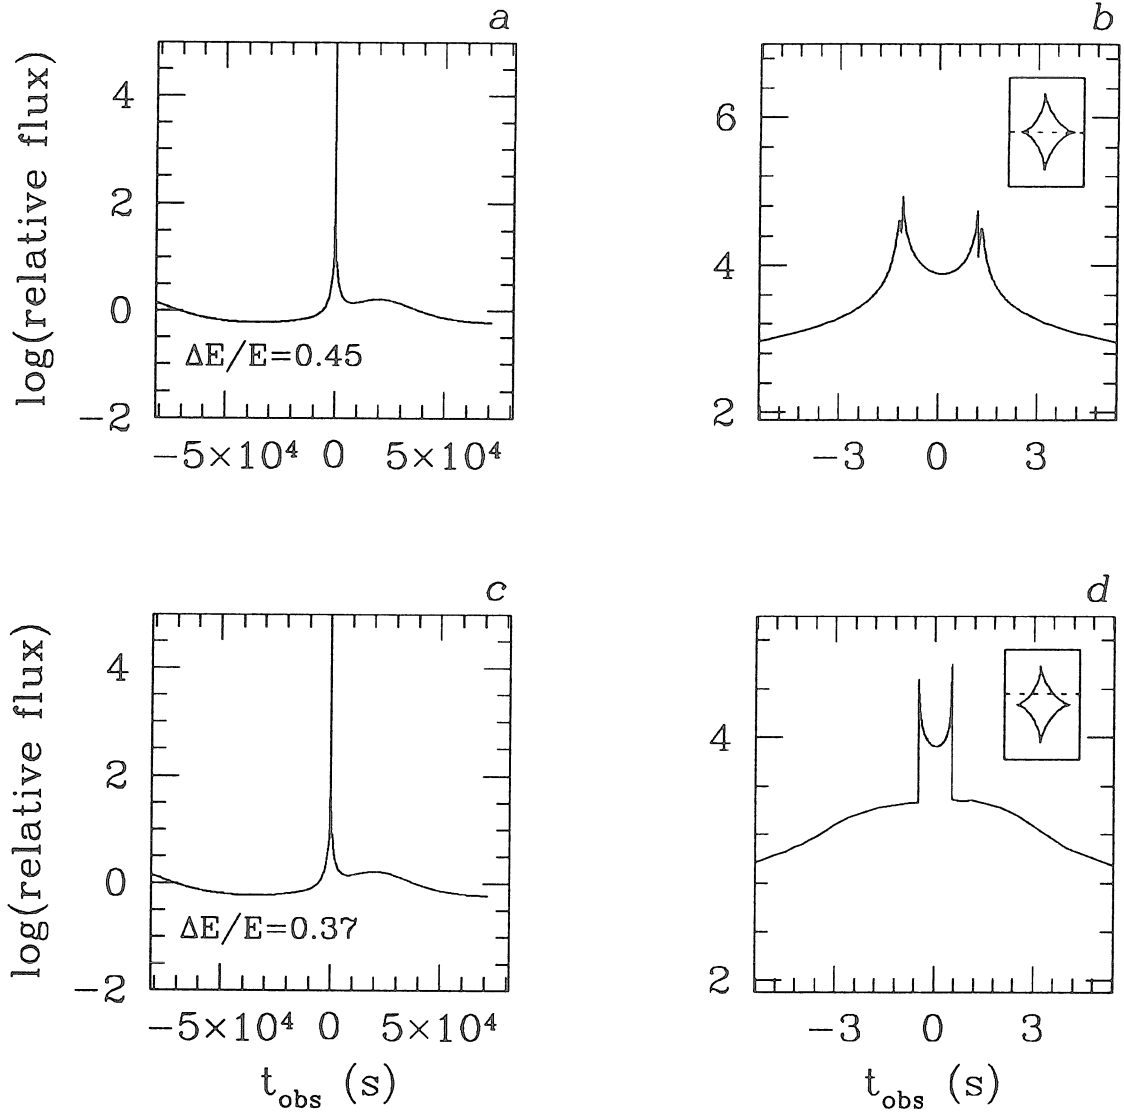 a
log(relative flux)
4
2
0
−2
ΔE/E=0.45
−5×10⁴ 0 5×10⁴
b
6
4
2
−3 0 3
c
log(relative flux)
4
2
0
−2
ΔE/E=0.37
−5×10⁴ 0 5×10⁴
t_obs (s)
d
4
2
−3 0 3
t_obs (s)